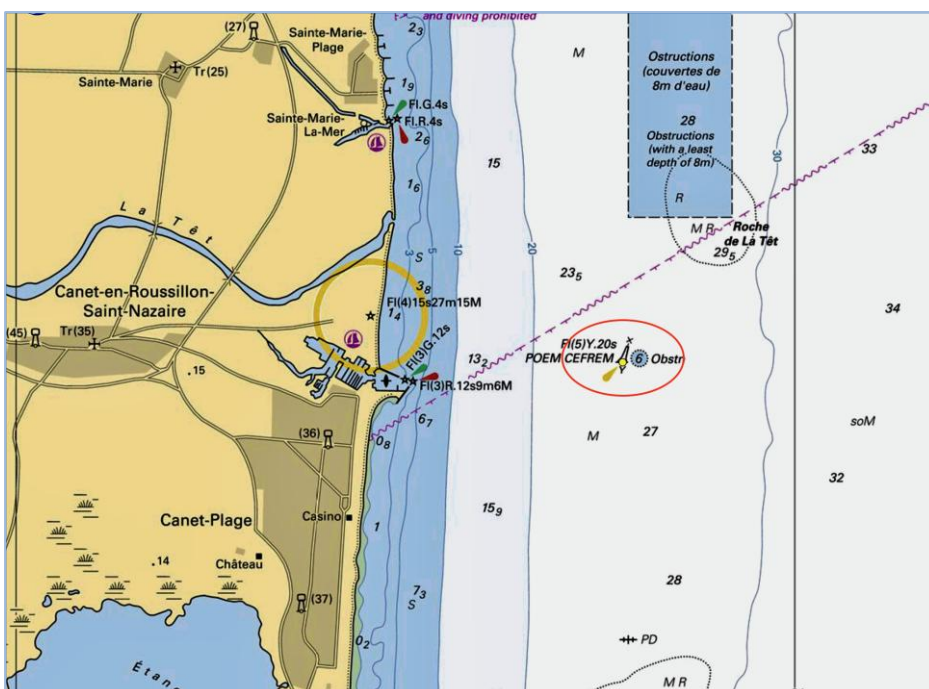 and diving prohibited
(27)
2₃
M
Sainte-Marie-
Plage
Ostructions
(couvertes de
8m d'eau)
Tr(25)
Sainte-Marie
1₉
Fl.G.4s
Sainte-Marie-
La-Mer
Fl.R.4s
28
2₆
Obstructions
(with a least
depth of 8m)
33
30
15
1₆
R
La Têt
M R
Roche
de La Têt
29₅
3
5
10
20
S
23₅
3₈
Canet-en-Roussillon-
Saint-Nazaire
Fl(4)15s27m15M
1₄
34
(45)
Tr(35)
Fl(3)G.12s
Fl(5)Y.20s
POEM CEFREM
6
Obstr
13₂
.15
Fl(3)R.12s9m6M
6₇
(36)
0₈
M
27
soM
32
15₉
Canet-Plage
Casino
1
.14
Château
28
7₃
S
(37)
0₂
PD
Étang
M R